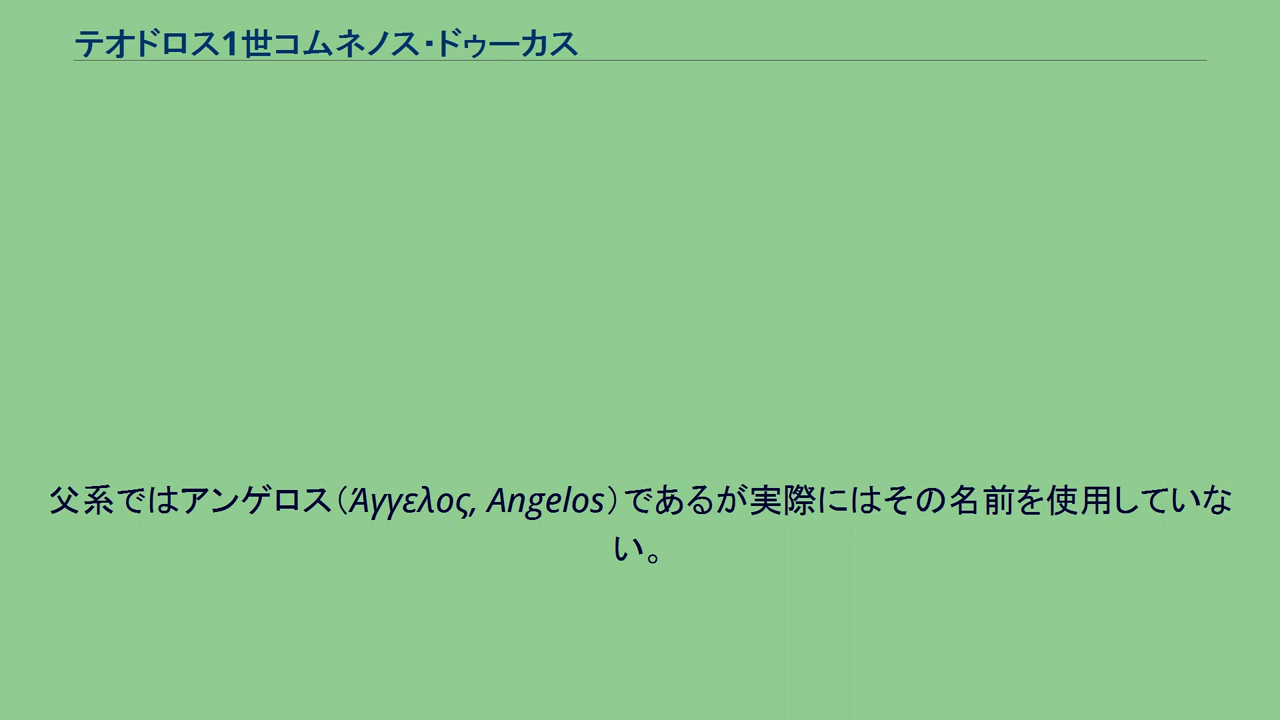 テオドロス1世コムネノス・ドゥーカス
父系ではアンゲロス（Άγγελος, Angelos）であるが実際にはその名前を使用していな
い。